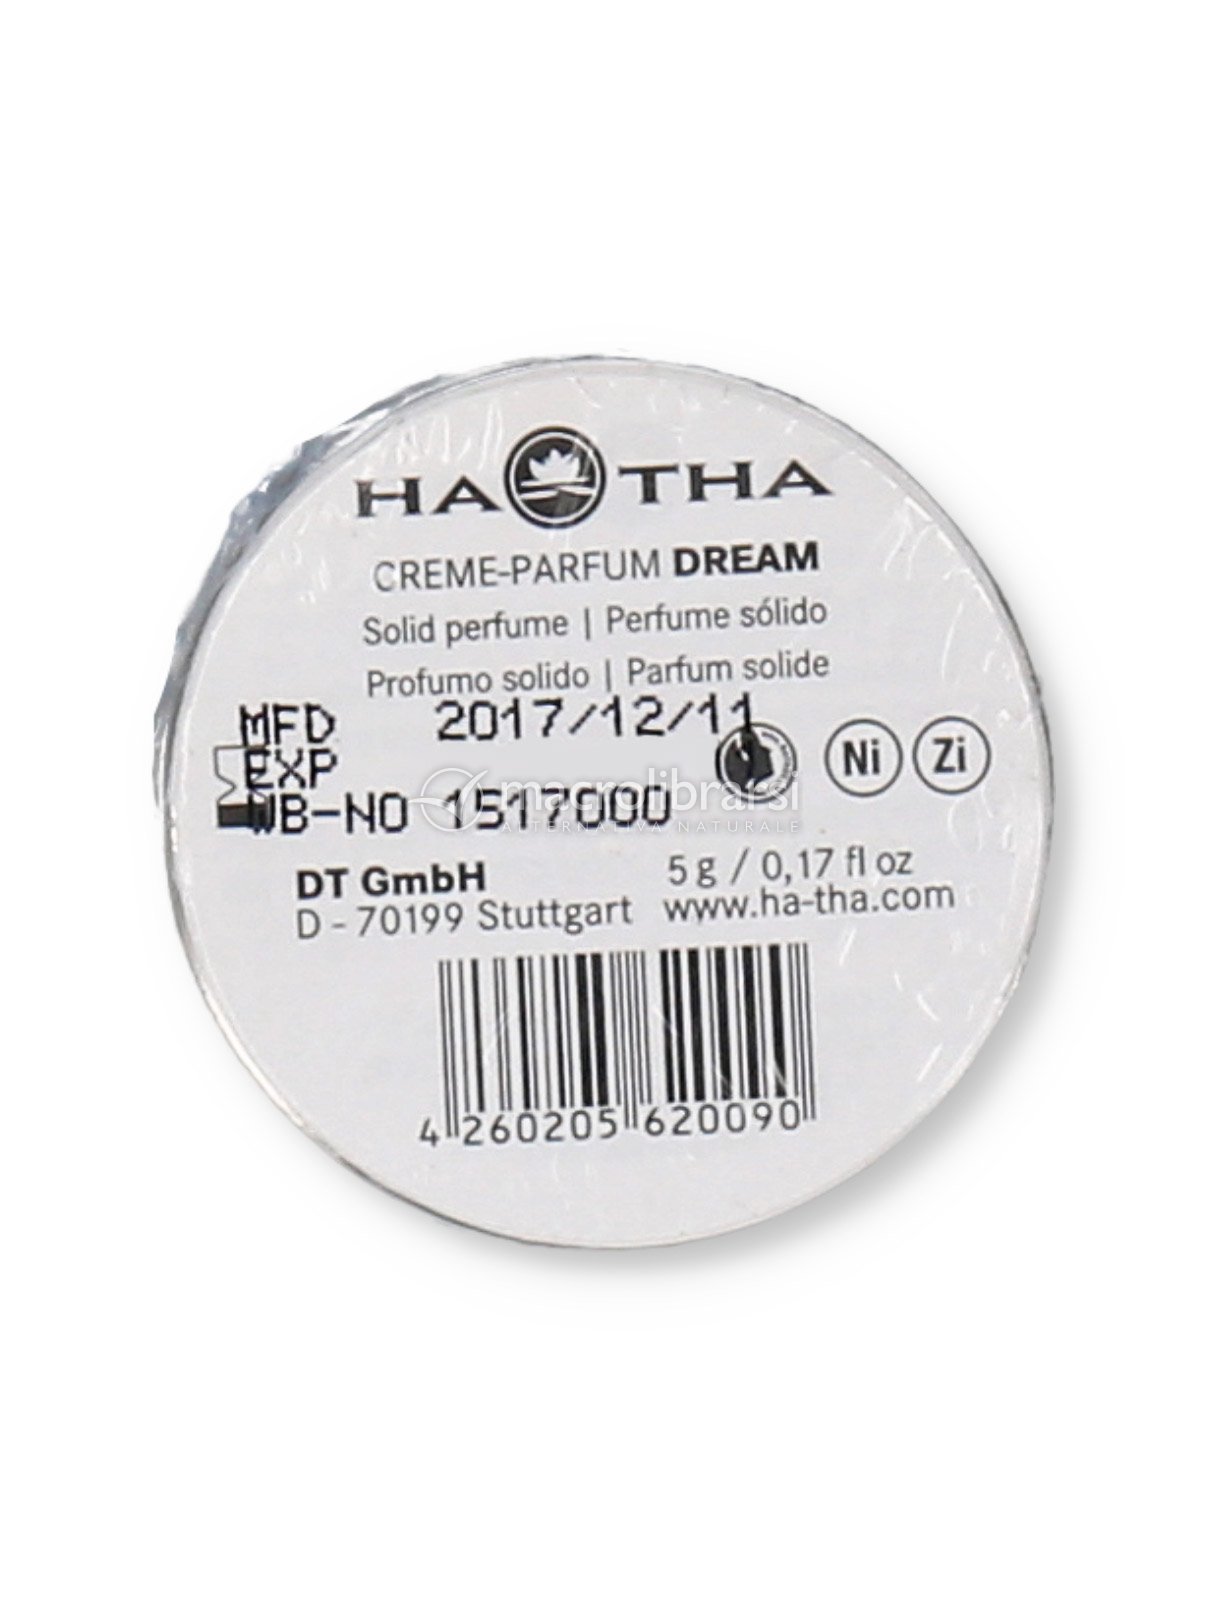 HA THA
CREME-PARFUM DREAM
Solid perfume | Perfume sólido
Profumo solido | Parfum solide
MFD 2017/12/11
EXP
WB-NO 1517000
Ni Zi
macrolibrarsi
ALTERNATIVA NATURALE
DT GmbH 5 g / 0,17 fl oz
D - 70199 Stuttgart www.ha-tha.com
4 260205 620090